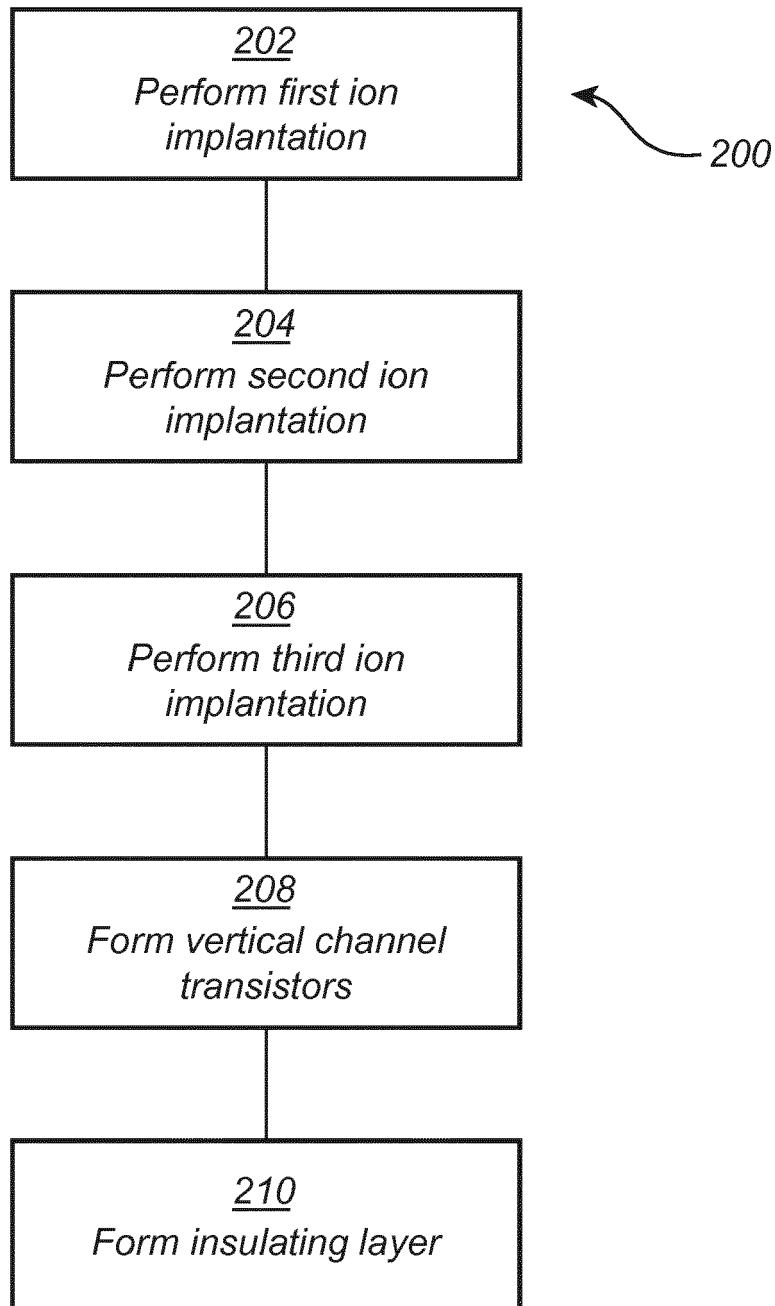 202
Perform first ion
implantation
200
204
Perform second ion
implantation
206
Perform third ion
implantation
208
Form vertical channel
transistors
210
Form insulating layer